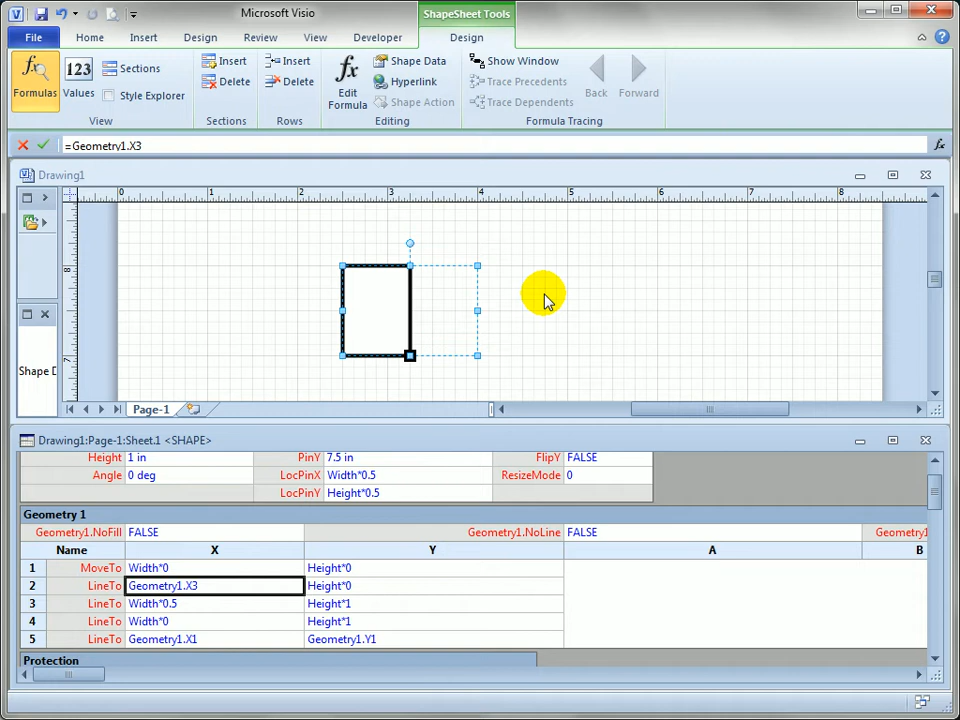 Microsoft Visio
ShapeSheet Tools
File Home Insert Design Review View Developer Design
Formulas
123
Values
Sections
Style Explorer
View
Insert
Delete
Sections
Insert
Delete
Rows
fx
Edit
Formula
Shape Data
Hyperlink
Shape Action
Editing
Show Window
Trace Precedents
Trace Dependents
Back
Forward
Formula Tracing
=Geometry1.X3
fx
Drawing1
0 1 2 3 4 5 6 7 8
8
7
Shape D
Page-1
Drawing1:Page-1:Sheet.1 <SHAPE>
Height 1 in PinY 7.5 in FlipY FALSE
Angle 0 deg LocPinX Width*0.5 ResizeMode 0
LocPinY Height*0.5
Geometry 1
Geometry1.NoFill FALSE Geometry1.NoLine FALSE Geometry1
Name X Y A B
1 MoveTo Width*0 Height*0
2 LineTo Geometry1.X3 Height*0
3 LineTo Width*0.5 Height*1
4 LineTo Width*0 Height*1
5 LineTo Geometry1.X1 Geometry1.Y1
Protection